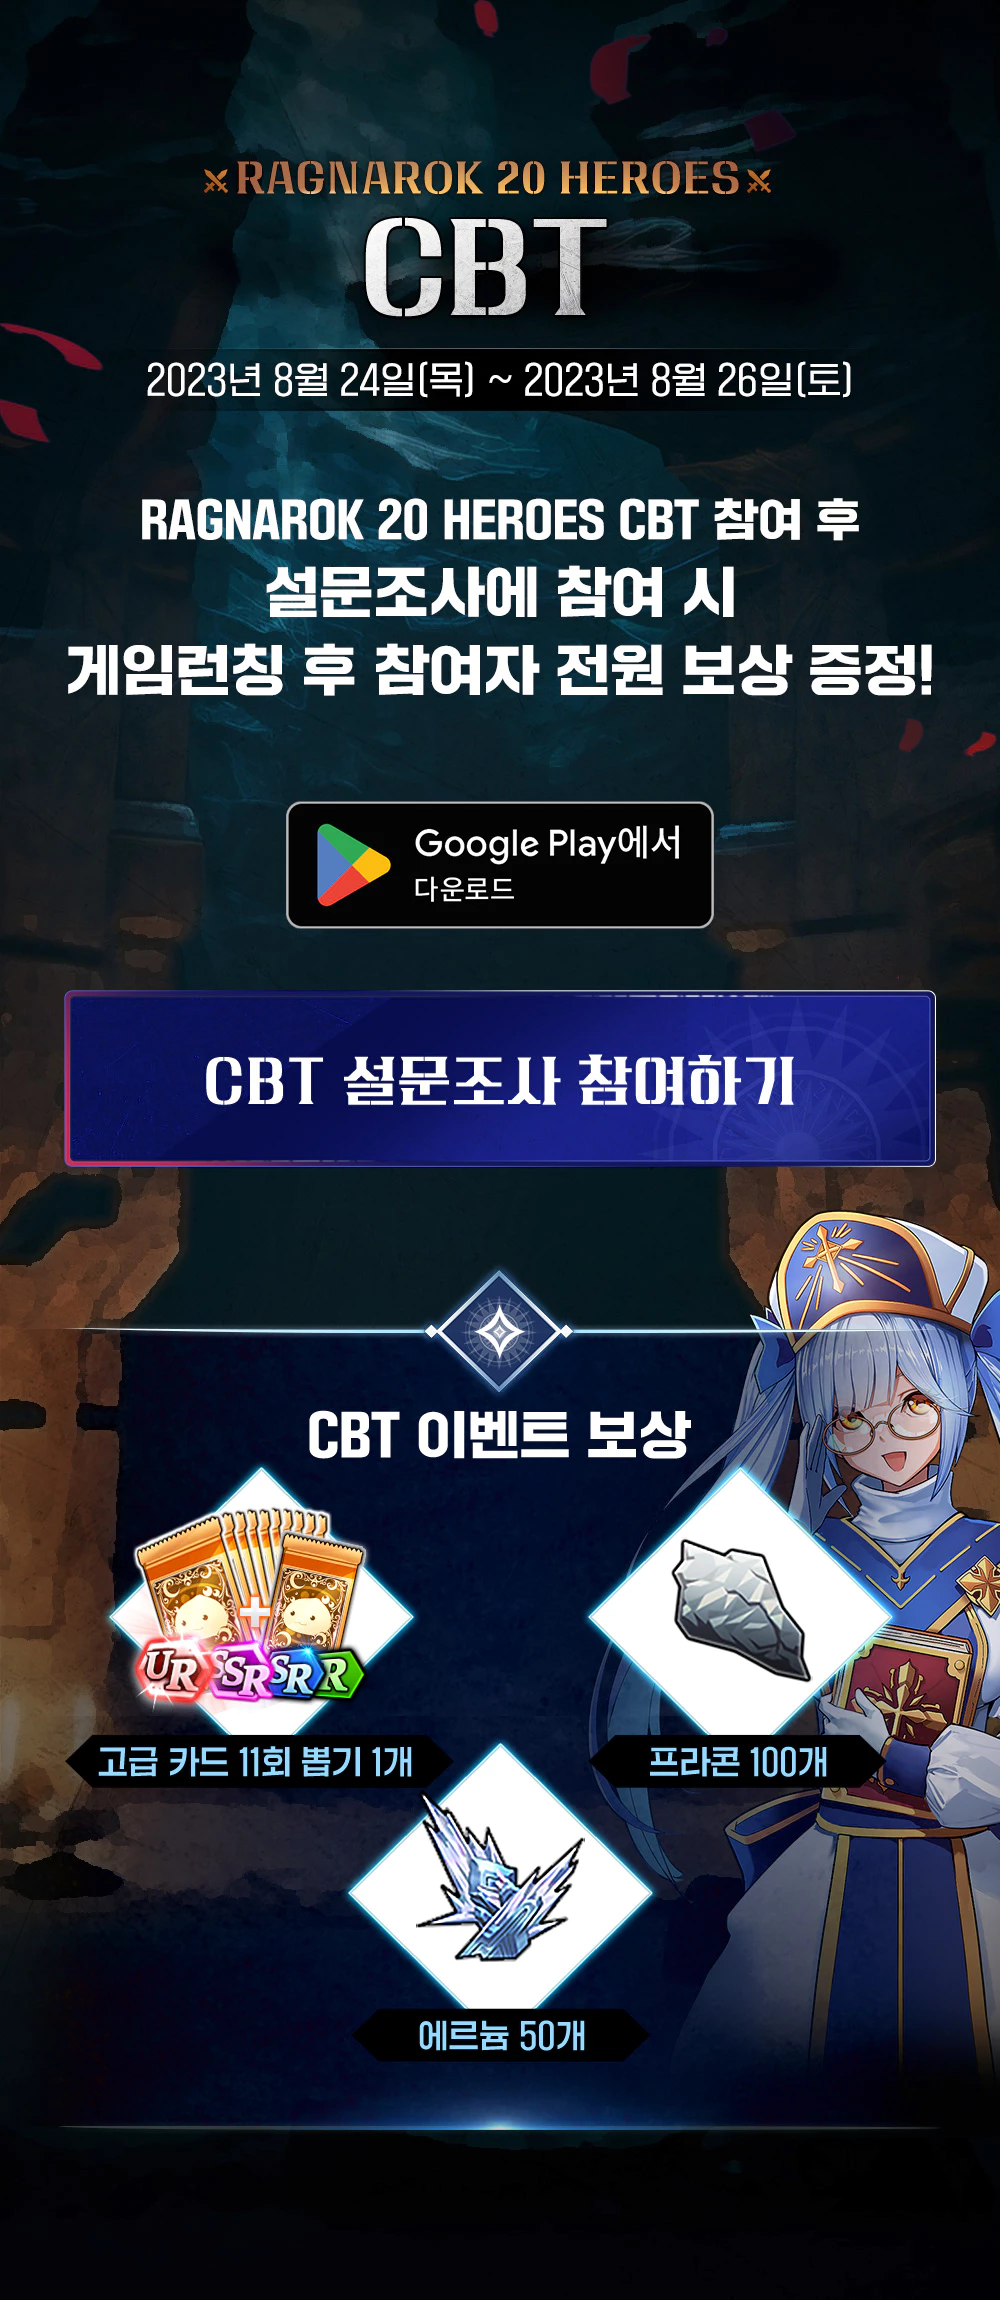 RAGNAROK 20 HEROES
CBT
2023년 8월 24일(목) ~ 2023년 8월 26일(토)
RAGNAROK 20 HEROES CBT 참여 후
설문조사에 참여 시
게임런칭 후 참여자 전원 보상 증정!
Google Play에서
다운로드
CBT 설문조사 참여하기
CBT 이벤트 보상
+
UR SSR SR R
고급 카드 11회 뽑기 1개
프라콘 100개
에르늄 50개